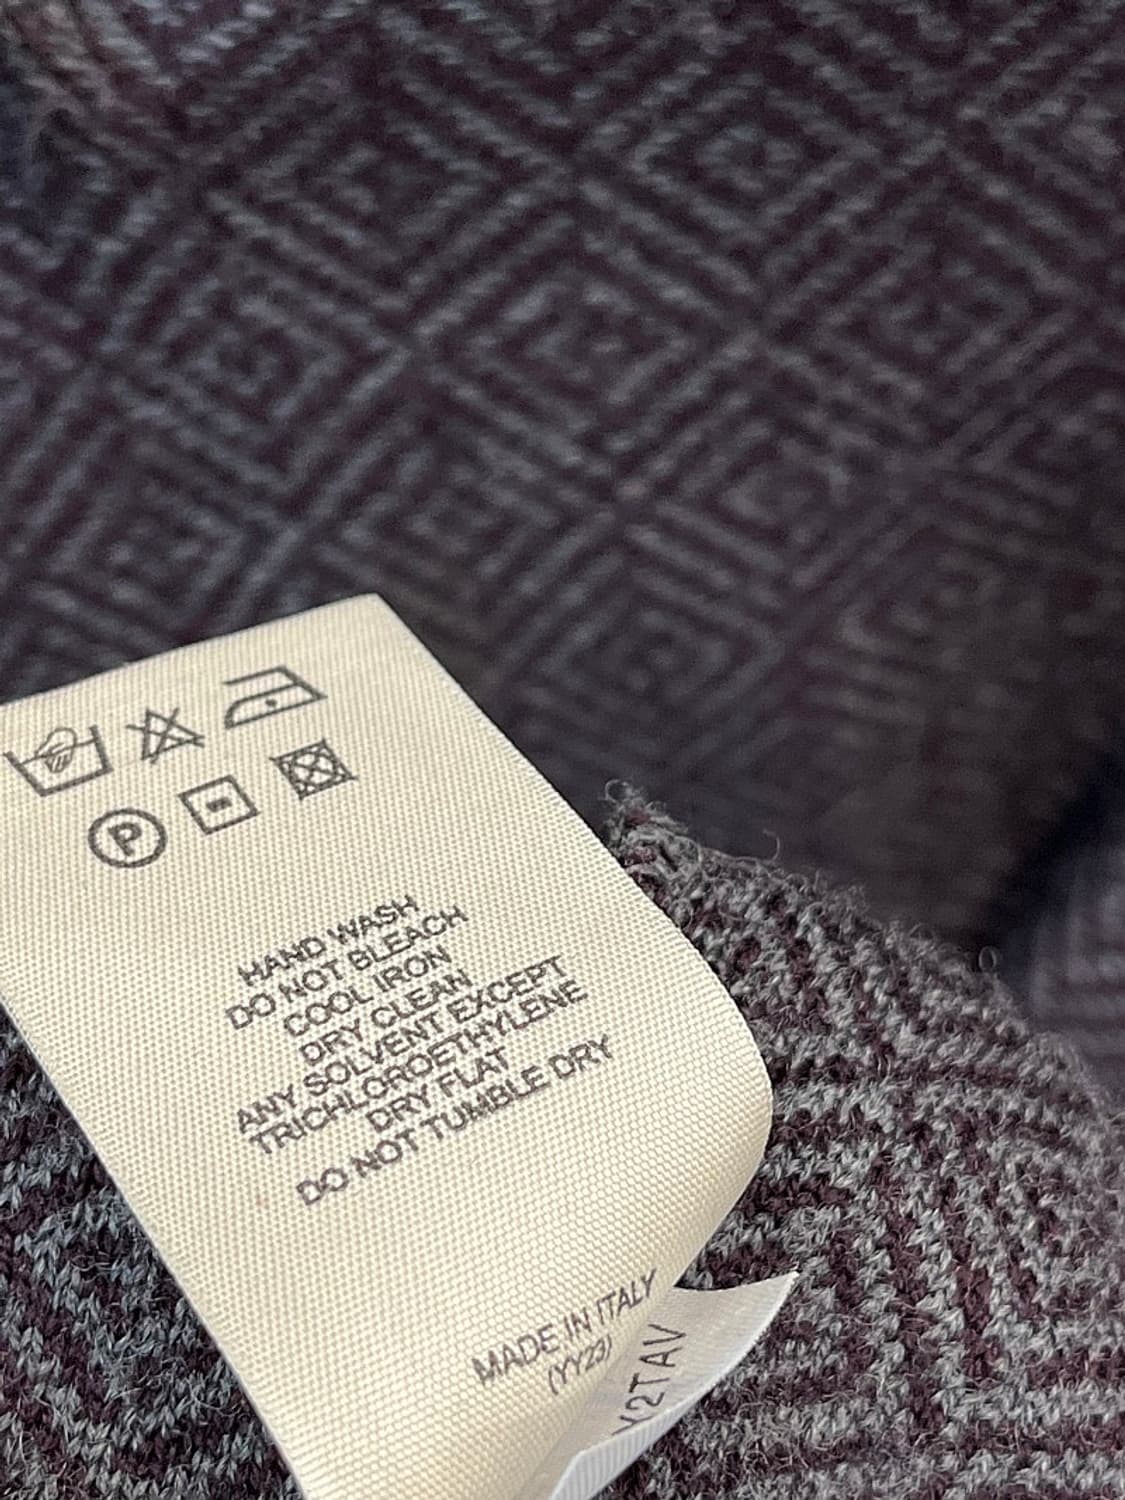 P
HAND WASH
DO NOT BLEACH
COOL IRON
DRY CLEAN
ANY SOLVENT EXCEPT
TRICHLOROETHYLENE
DRY FLAT
DO NOT TUMBLE DRY
MADE IN ITALY
(YY23)